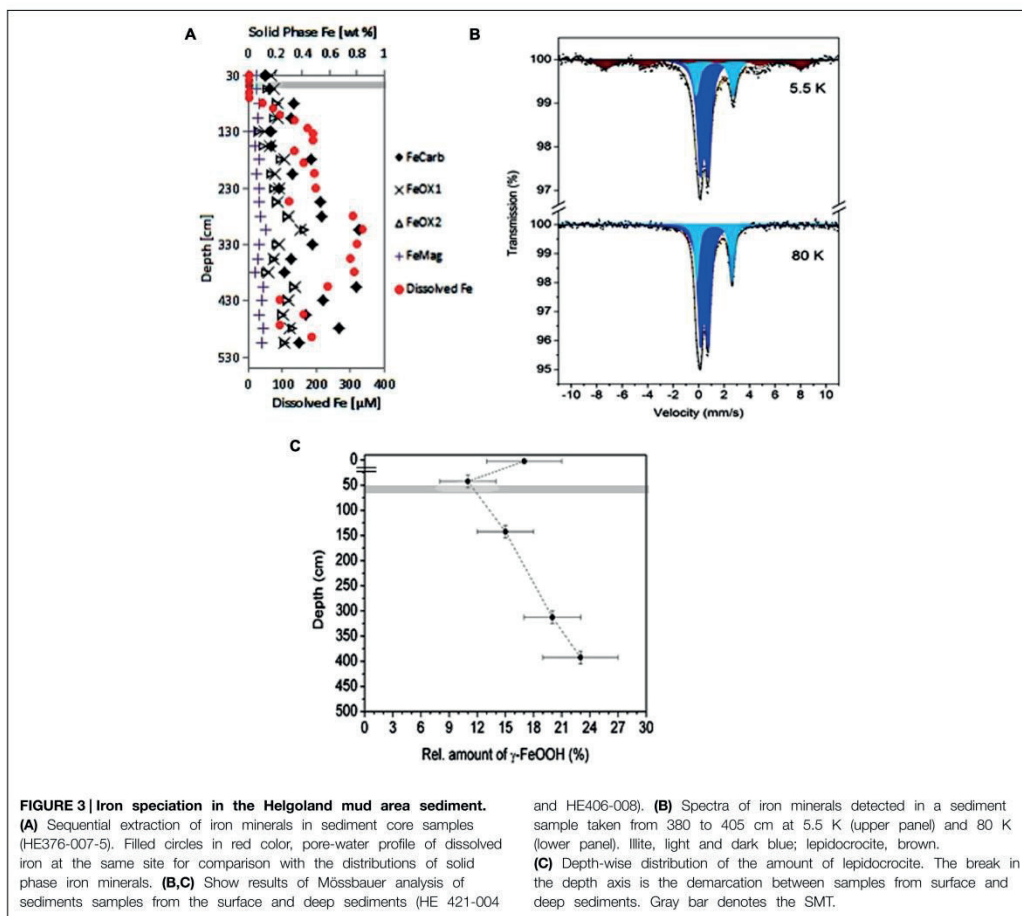 A
Solid Phase Fe [wt %]
0 0.2 0.4 0.6 0.8 1
30
130
230
330
430
530
Depth [cm]
0 100 200 300 400
Dissolved Fe [µM]
FeCarb
FeOX1
FeOX2
FeMag
Dissolved Fe
B
100
99
98
97
5.5 K
100
99
98
97
96
95
80 K
Transmission (%)
-10 -8 -6 -4 -2 0 2 4 6 8 10
Velocity (mm/s)
C
0
50
100
150
200
250
300
350
400
450
500
Depth (cm)
0 3 6 9 12 15 18 21 24 27 30
Rel. amount of γ-FeOOH (%)
FIGURE 3 | Iron speciation in the Helgoland mud area sediment.
(A) Sequential extraction of iron minerals in sediment core samples
(HE376-007-5). Filled circles in red color, pore-water profile of dissolved
iron at the same site for comparison with the distributions of solid
phase iron minerals. (B,C) Show results of Mössbauer analysis of
sediments samples from the surface and deep sediments (HE 421-004
and HE406-008). (B) Spectra of iron minerals detected in a sediment
sample taken from 380 to 405 cm at 5.5 K (upper panel) and 80 K
(lower panel). Illite, light and dark blue; lepidocrocite, brown.
(C) Depth-wise distribution of the amount of lepidocrocite. The break in
the depth axis is the demarcation between samples from surface and
deep sediments. Gray bar denotes the SMT.